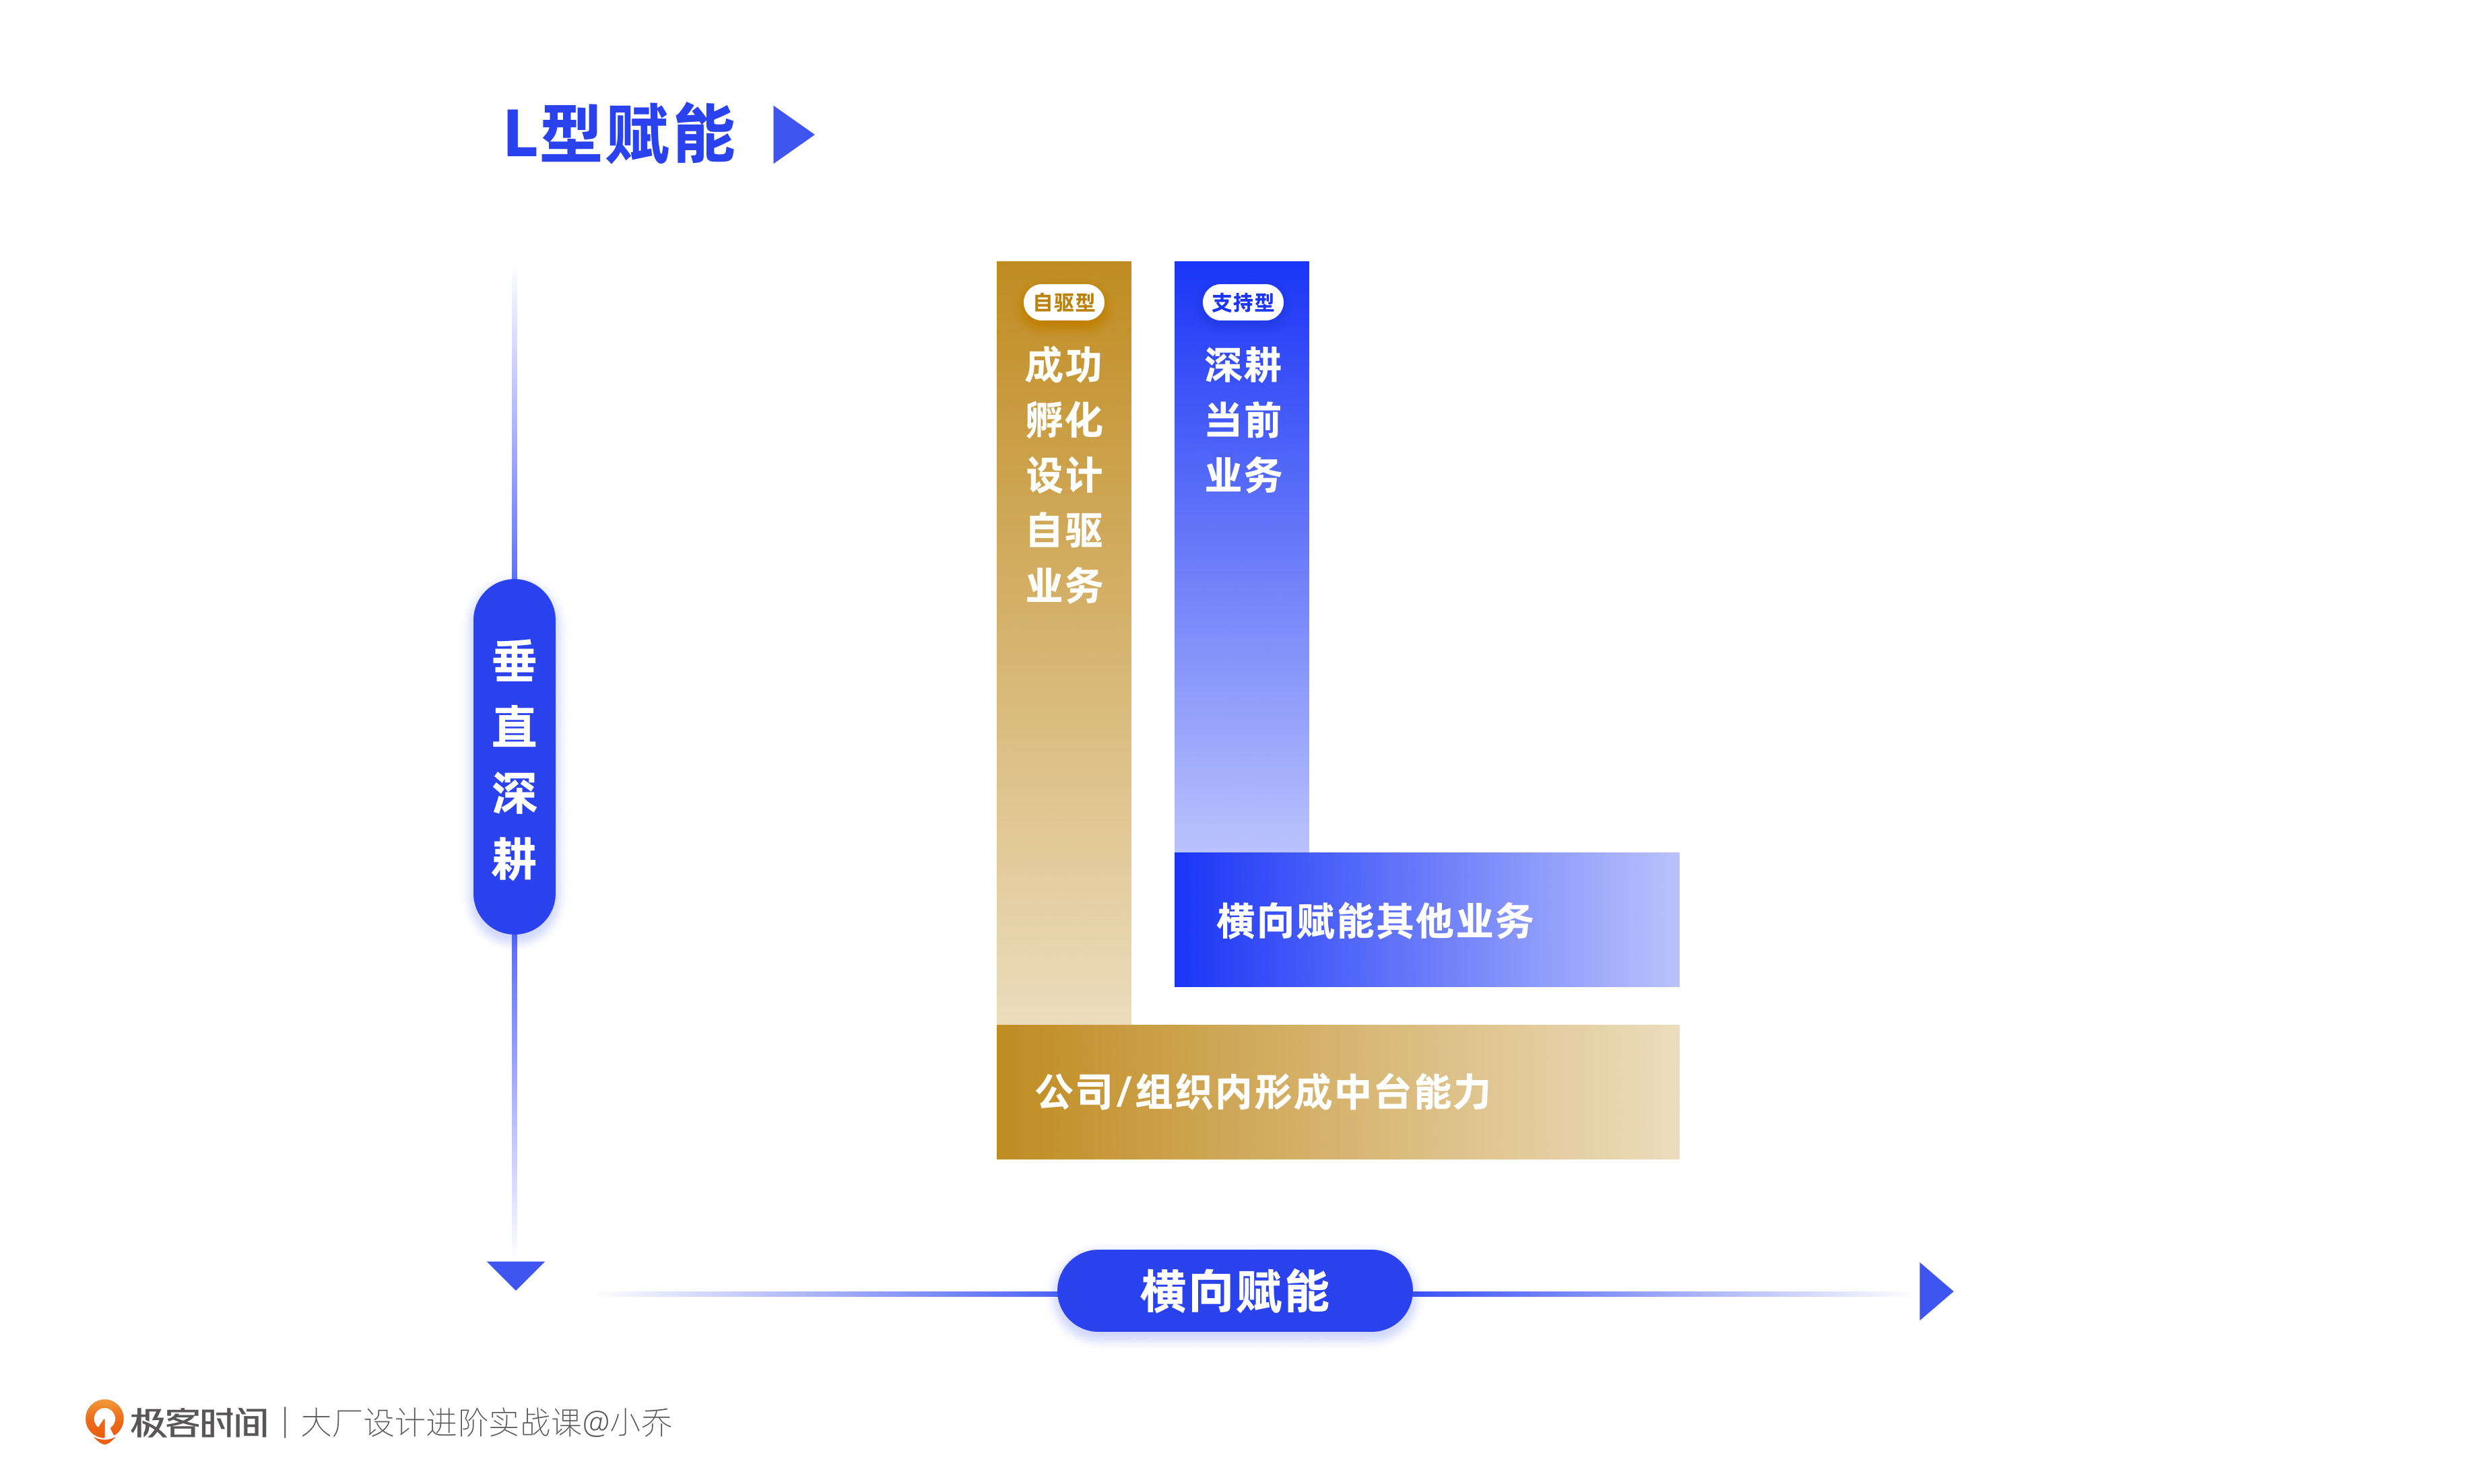 L型赋能
自驱型
成功
孵化
设计
自驱
业务
支持型
深耕
当前
业务
垂
直
深
耕
横向赋能其他业务
公司/组织内形成中台能力
横向赋能
极客时间 | 大厂设计进阶实战课@小乔